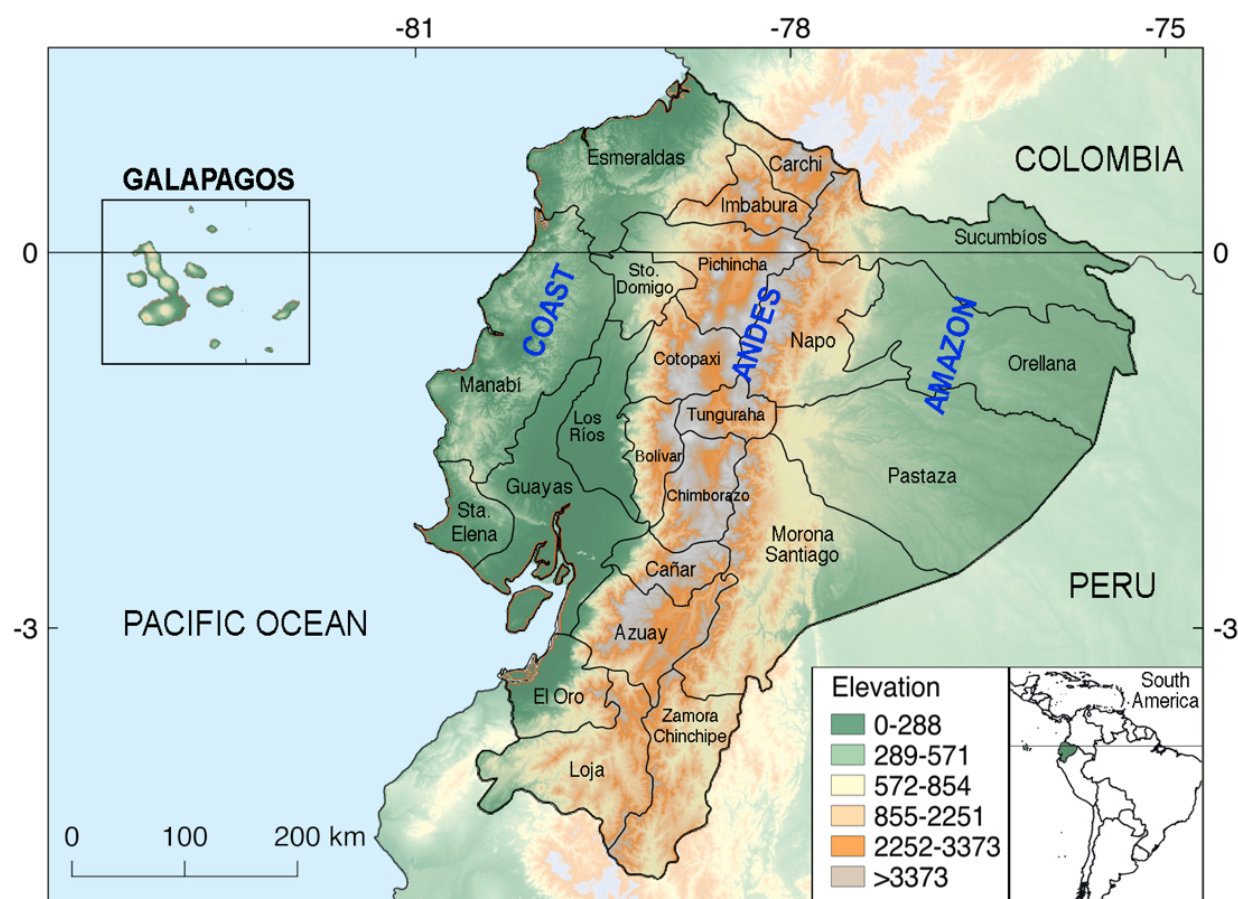 -81
-78
-75
COLOMBIA
Esmeraldas
Carchi
GALAPAGOS
Imbabura
Sucumbíos
0
0
Pichincha
Sto.
Domigo
COAST
ANDES
AMAZON
Napo
Cotopaxi
Orellana
Manabí
Tunguraha
Los
Ríos
Bolívar
Pastaza
Guayas
Chimborazo
Sta.
Elena
Morona
Santiago
Cañar
PERU
PACIFIC OCEAN
-3
-3
Azuay
El Oro
Zamora
Chinchipe
Loja
Elevation
0-288
289-571
572-854
855-2251
2252-3373
>3373
South
America
0
100
200 km